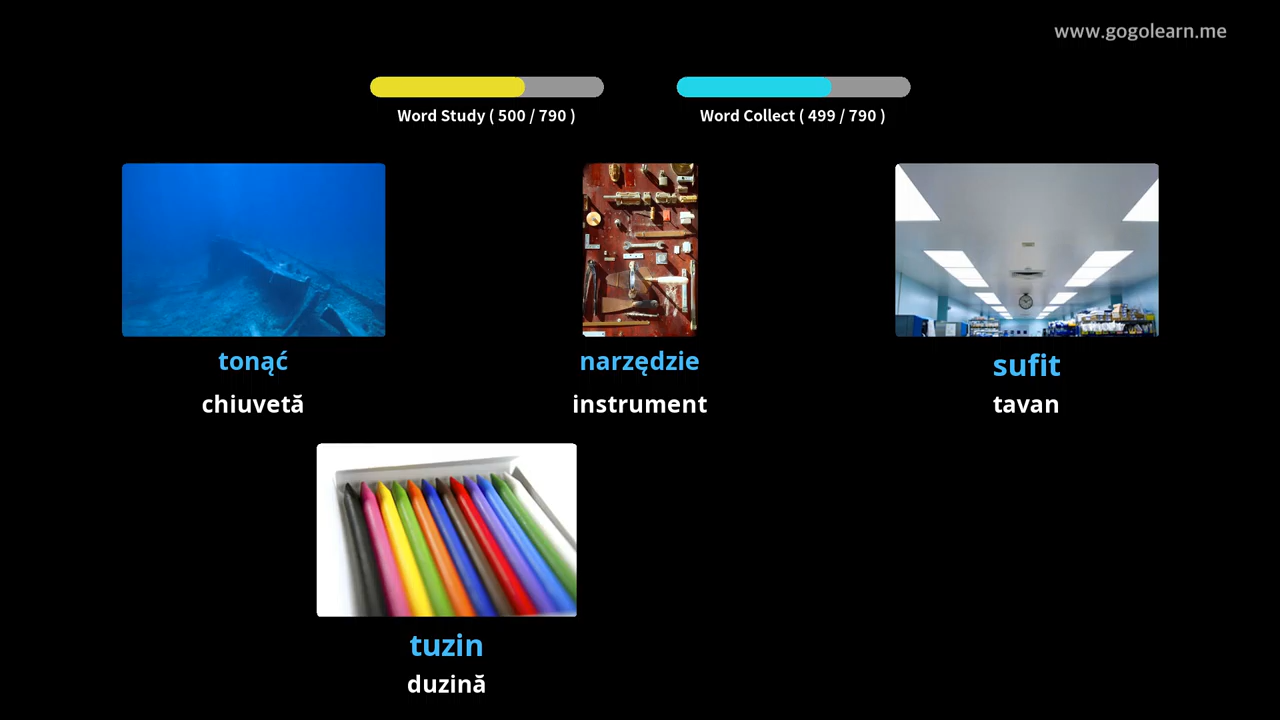 www.gogolearn.me
Word Study ( 500 / 790 )
Word Collect ( 499 / 790 )
tonąć
chiuvetă
narzędzie
instrument
sufit
tavan
tuzin
duzină